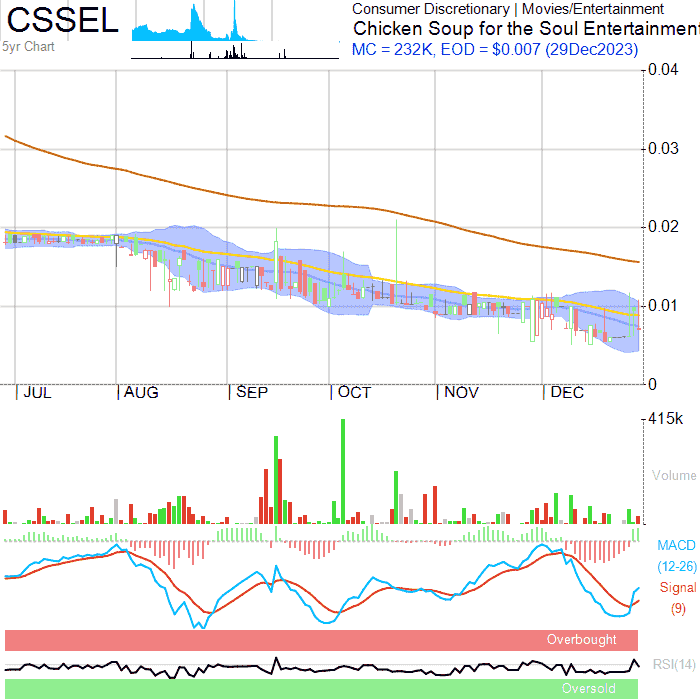 CSSEL
5yr Chart
Consumer Discretionary | Movies/Entertainment
Chicken Soup for the Soul Entertainment
MC = 232K, EOD = $0.007 (29Dec2023)
0.04
0.03
0.02
0.01
0
JUL AUG SEP OCT NOV DEC
415k
Volume
MACD
(12-26)
Signal
(9)
Overbought
RSI(14)
Oversold